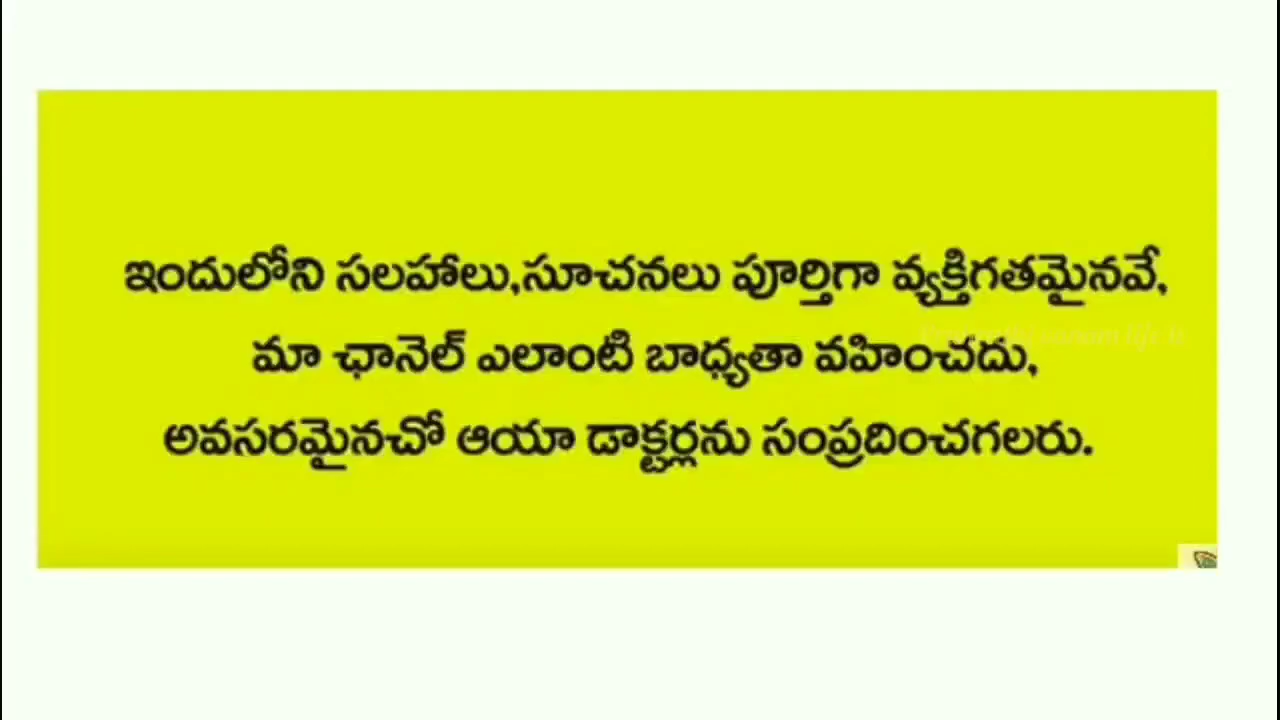 ఇందులోని సలహాలు,సూచనలు పూర్తిగా వ్యక్తిగతమైనవే,
మా ఛానెల్ ఎలాంటి బాధ్యతా వహించదు,
అవసరమైనచో ఆయా డాక్టర్లను సంప్రదించగలరు.